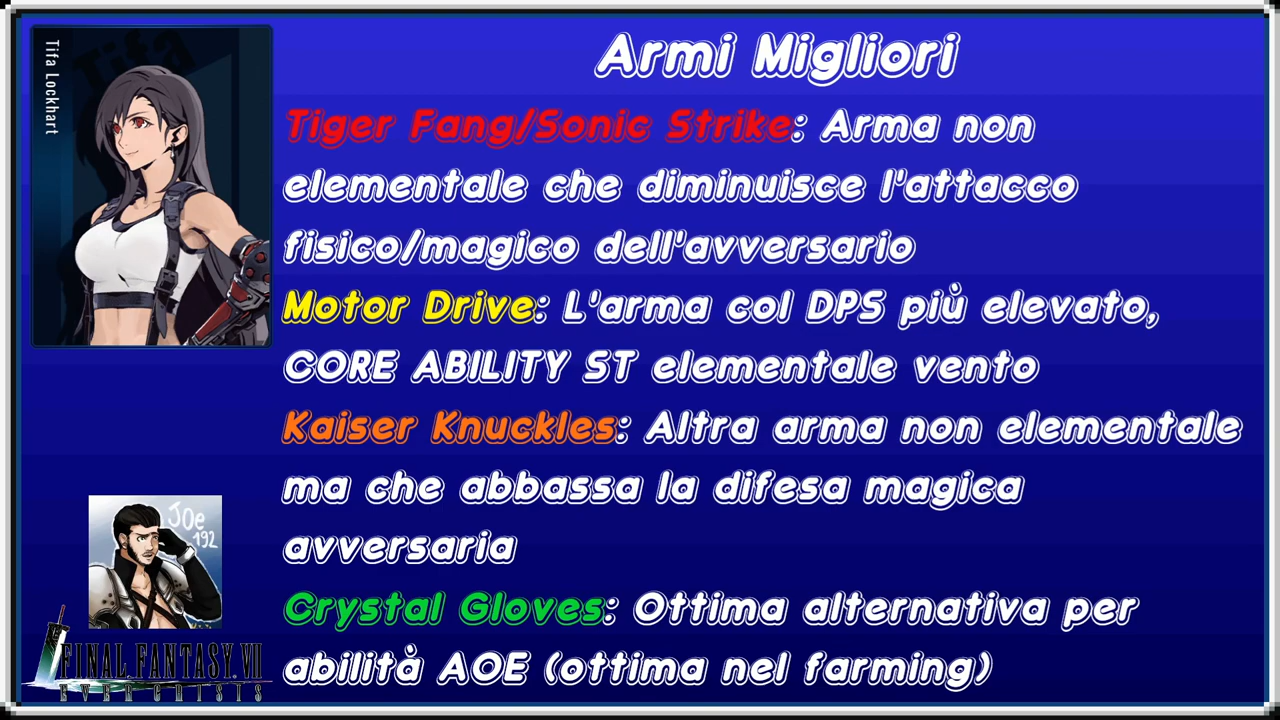 Tifa Lockhart
Armi Migliori
Tiger Fang/Sonic Strike: Arma non
elementale che diminuisce l'attacco
fisico/magico dell'avversario
Motor Drive: L'arma col DPS più elevato,
CORE ABILITY ST elementale vento
Kaiser Knuckles: Altra arma non elementale
ma che abbassa la difesa magica
avversaria
Crystal Gloves: Ottima alternativa per
abilità AOE (ottima nel farming)
JOe
192
FINAL FANTASY VII
EVER CRISIS